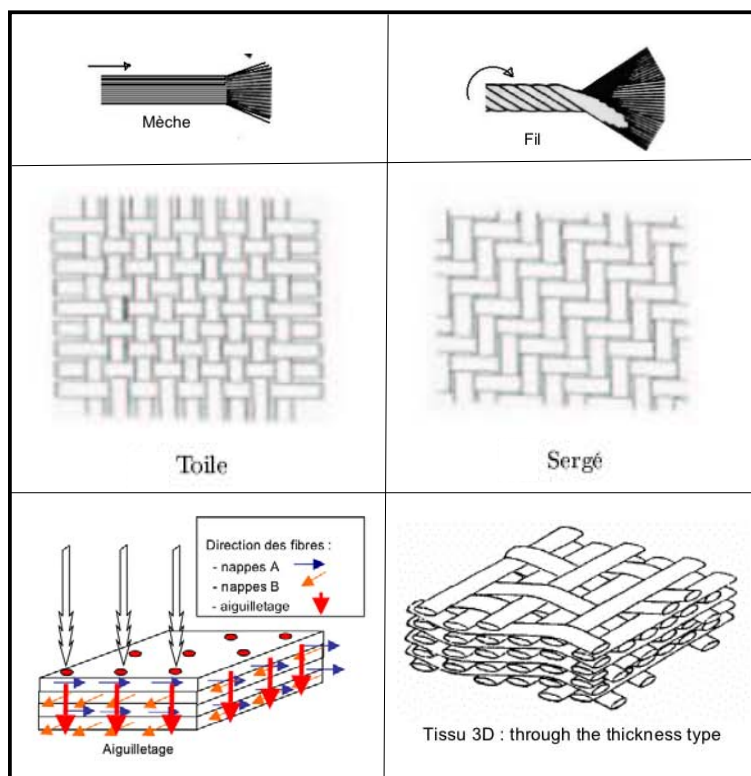 Mèche
Fil
Toile
Sergé
Direction des fibres :
- nappes A
- nappes B
- aiguilletage
Aiguilletage
Tissu 3D : through the thickness type